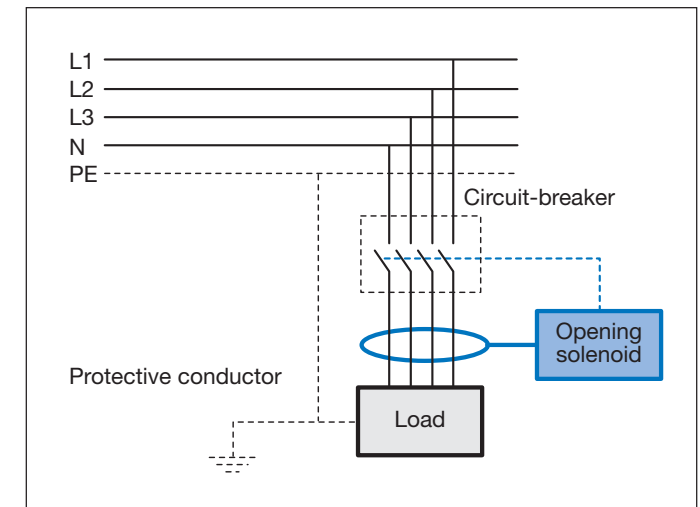 L1
L2
L3
N
PE
Circuit-breaker
Opening
solenoid
Protective conductor
Load